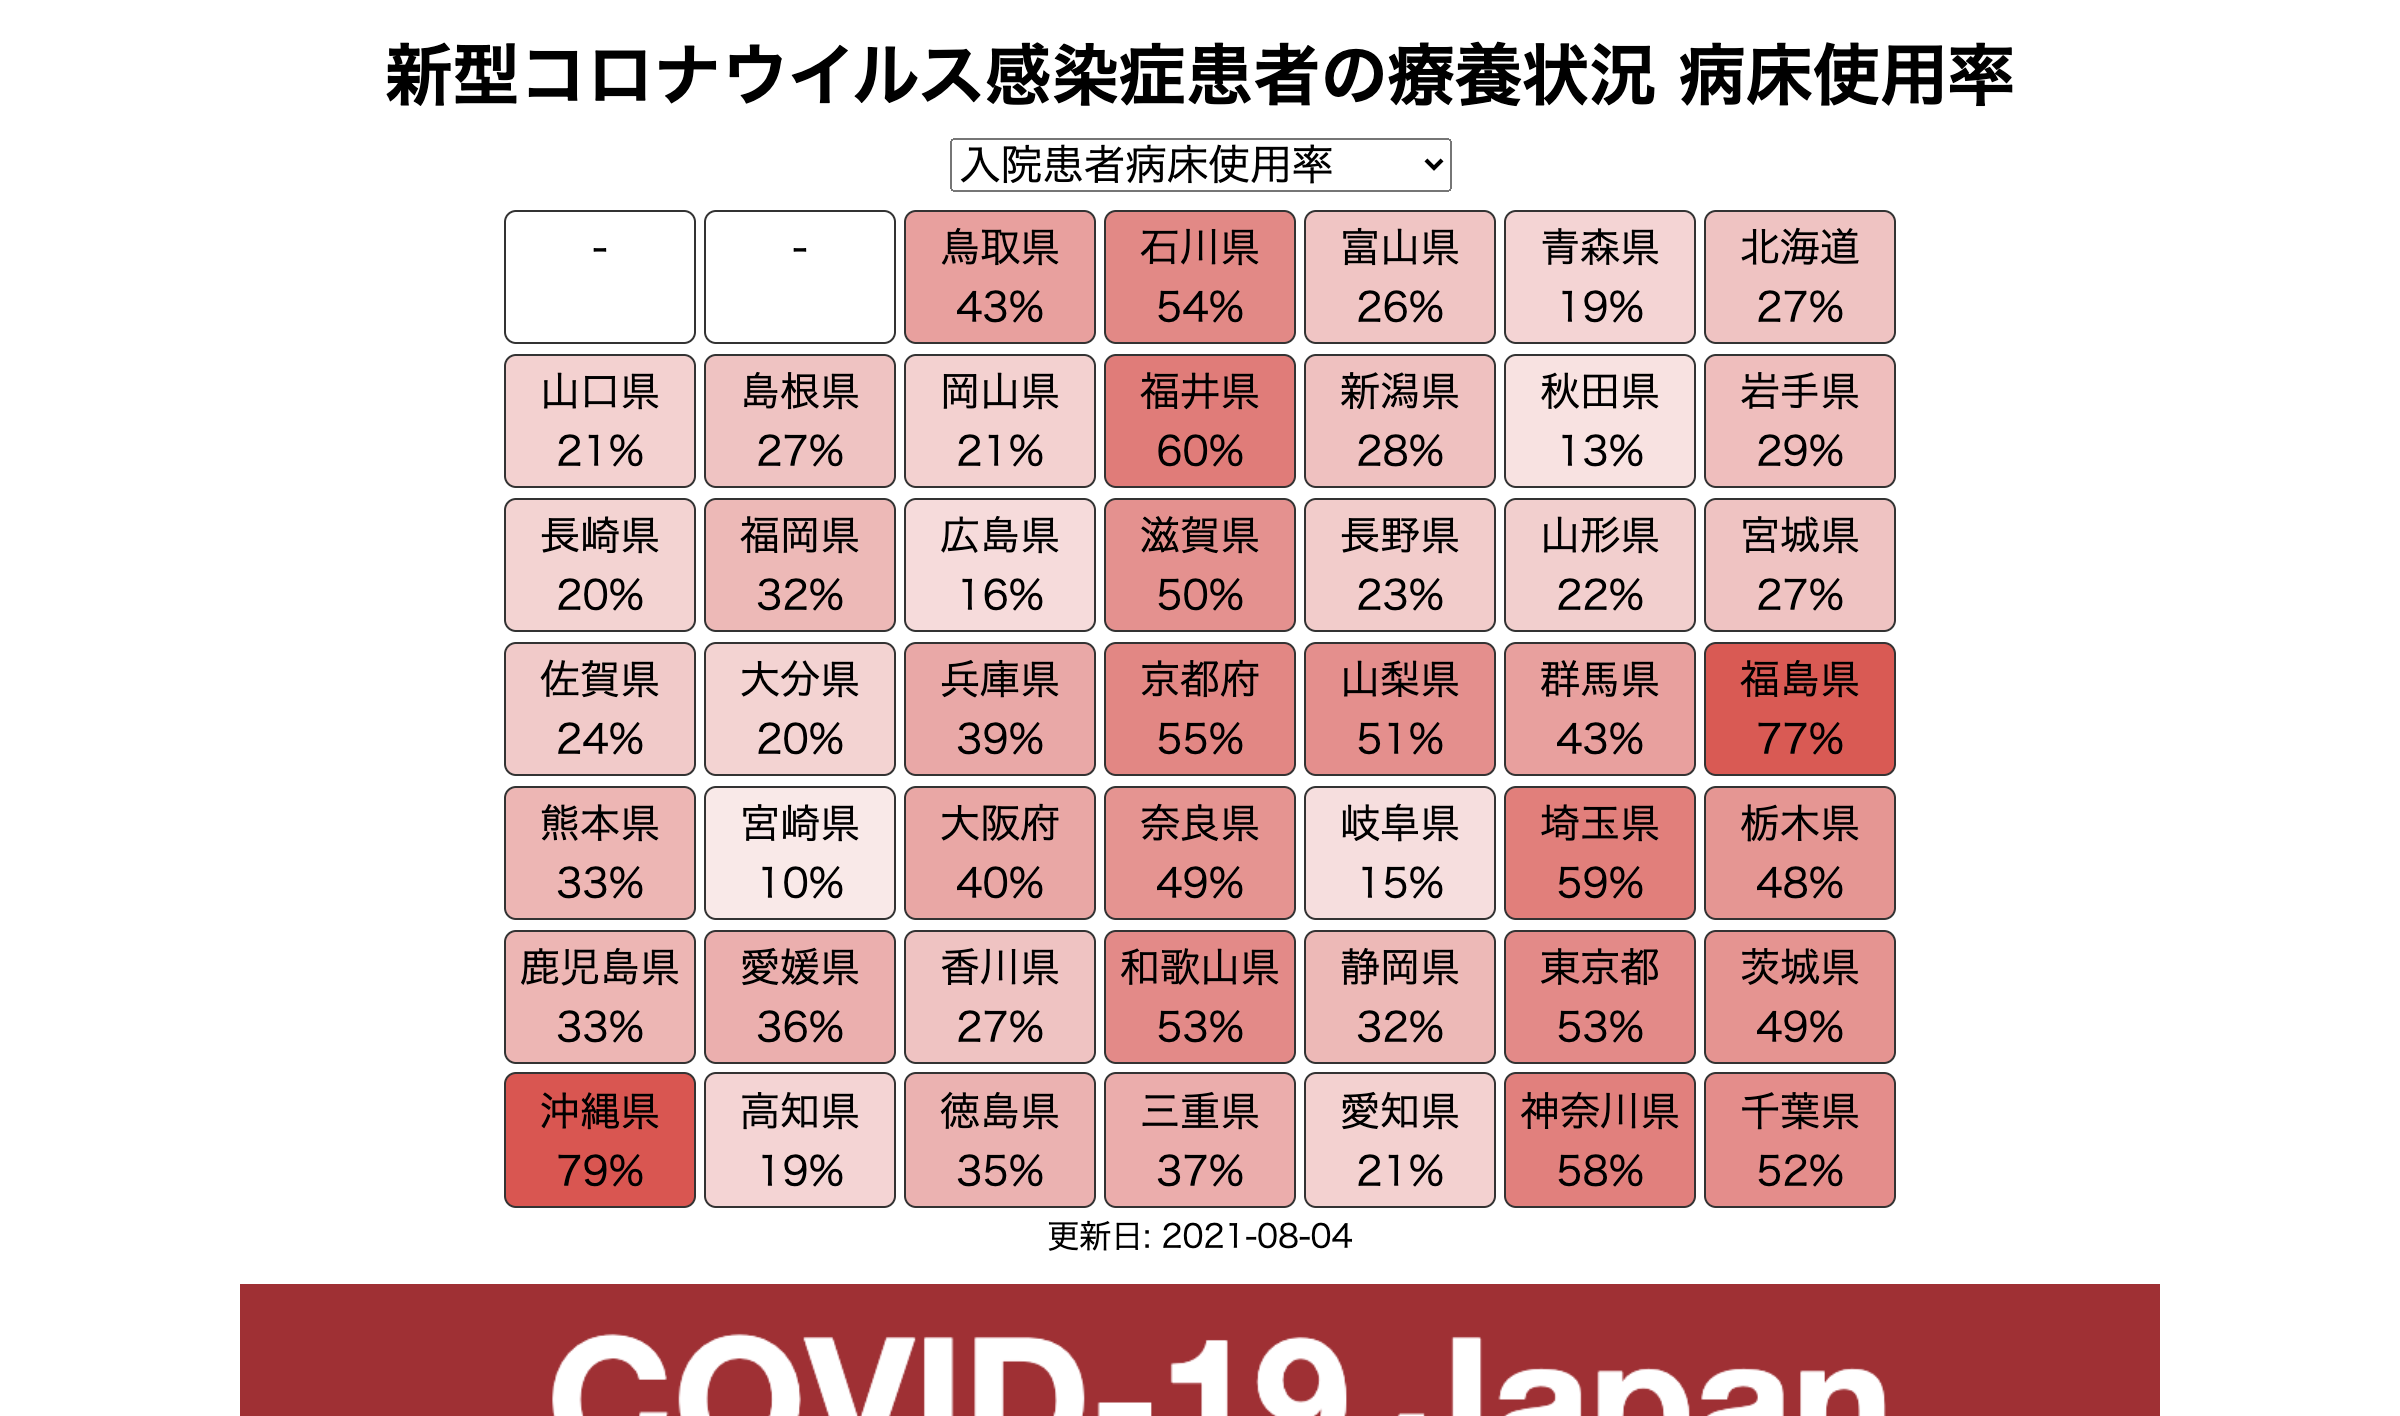 新型コロナウイルス感染症患者の療養状況 病床使用率
入院患者病床使用率
- - 鳥取県 石川県 富山県 青森県 北海道
43% 54% 26% 19% 27%
山口県 島根県 岡山県 福井県 新潟県 秋田県 岩手県
21% 27% 21% 60% 28% 13% 29%
長崎県 福岡県 広島県 滋賀県 長野県 山形県 宮城県
20% 32% 16% 50% 23% 22% 27%
佐賀県 大分県 兵庫県 京都府 山梨県 群馬県 福島県
24% 20% 39% 55% 51% 43% 77%
熊本県 宮崎県 大阪府 奈良県 岐阜県 埼玉県 栃木県
33% 10% 40% 49% 15% 59% 48%
鹿児島県 愛媛県 香川県 和歌山県 静岡県 東京都 茨城県
33% 36% 27% 53% 32% 53% 49%
沖縄県 高知県 徳島県 三重県 愛知県 神奈川県 千葉県
79% 19% 35% 37% 21% 58% 52%
更新日: 2021-08-04
COVID-19 Japan